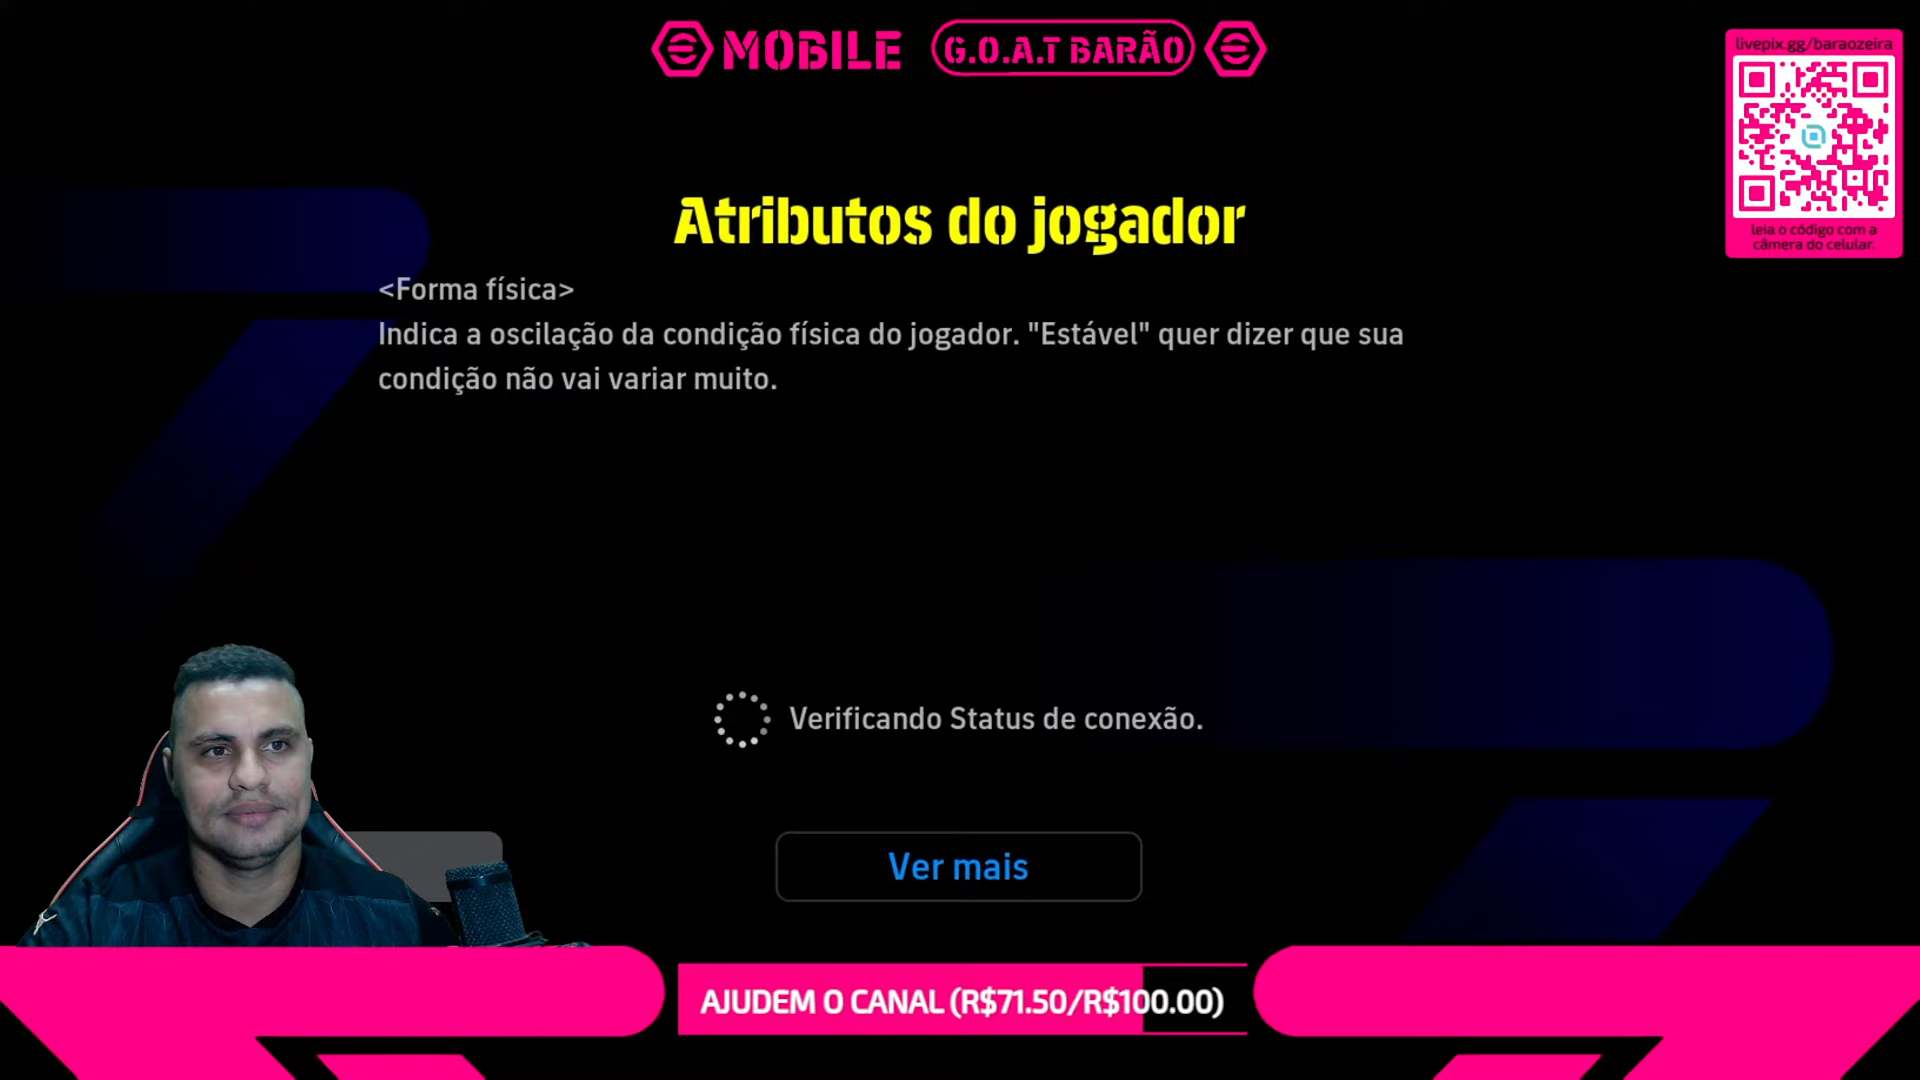 MOBILE G.O.A.T BARÃO
livepix.gg/baraozeira
leia o código com a
câmera do celular.
Atributos do jogador
<Forma física>
Indica a oscilação da condição física do jogador. "Estável" quer dizer que sua
condição não vai variar muito.
Verificando Status de conexão.
Ver mais
AJUDEM O CANAL (R$71.50/R$100.00)